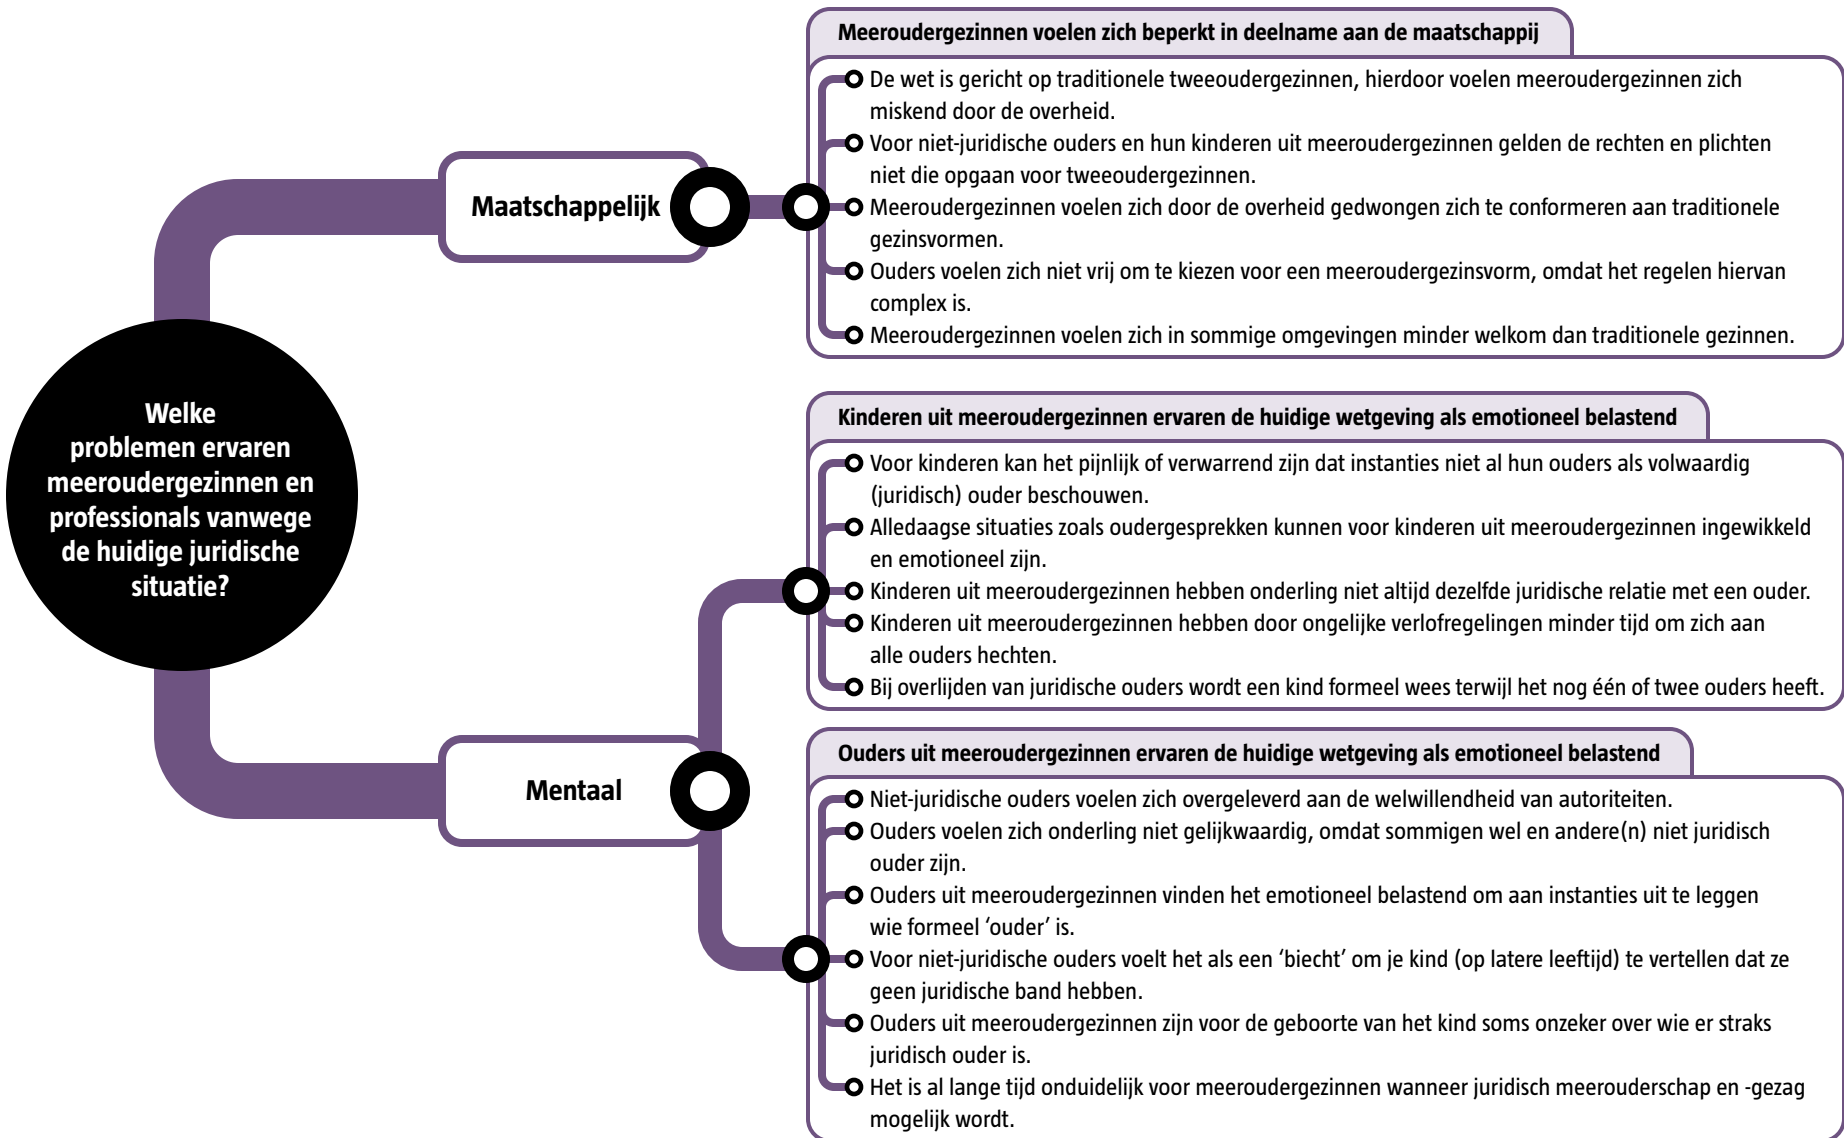 Welke
problemen ervaren
meeroudergezinnen en
professionals vanwege
de huidige juridische
situatie?
Maatschappelijk
Meeroudergezinnen voelen zich beperkt in deelname aan de maatschappij
De wet is gericht op traditionele tweeoudergezinnen, hierdoor voelen meeroudergezinnen zich
miskend door de overheid.
Voor niet-juridische ouders en hun kinderen uit meeroudergezinnen gelden de rechten en plichten
niet die opgaan voor tweeoudergezinnen.
Meeroudergezinnen voelen zich door de overheid gedwongen zich te conformeren aan traditionele
gezinsvormen.
Ouders voelen zich niet vrij om te kiezen voor een meeroudergezinsvorm, omdat het regelen hiervan
complex is.
Meeroudergezinnen voelen zich in sommige omgevingen minder welkom dan traditionele gezinnen.
Mentaal
Kinderen uit meeroudergezinnen ervaren de huidige wetgeving als emotioneel belastend
Voor kinderen kan het pijnlijk of verwarrend zijn dat instanties niet al hun ouders als volwaardig
(juridisch) ouder beschouwen.
Alledaagse situaties zoals oudergesprekken kunnen voor kinderen uit meeroudergezinnen ingewikkeld
en emotioneel zijn.
Kinderen uit meeroudergezinnen hebben onderling niet altijd dezelfde juridische relatie met een ouder.
Kinderen uit meeroudergezinnen hebben door ongelijke verlofregelingen minder tijd om zich aan
alle ouders hechten.
Bij overlijden van juridische ouders wordt een kind formeel wees terwijl het nog één of twee ouders heeft.
Ouders uit meeroudergezinnen ervaren de huidige wetgeving als emotioneel belastend
Niet-juridische ouders voelen zich overgeleverd aan de welwillendheid van autoriteiten.
Ouders voelen zich onderling niet gelijkwaardig, omdat sommigen wel en andere(n) niet juridisch
ouder zijn.
Ouders uit meeroudergezinnen vinden het emotioneel belastend om aan instanties uit te leggen
wie formeel ‘ouder’ is.
Voor niet-juridische ouders voelt het als een ‘biecht’ om je kind (op latere leeftijd) te vertellen dat ze
geen juridische band hebben.
Ouders uit meeroudergezinnen zijn voor de geboorte van het kind soms onzeker over wie er straks
juridisch ouder is.
Het is al lange tijd onduidelijk voor meeroudergezinnen wanneer juridisch meerouderschap en -gezag
mogelijk wordt.